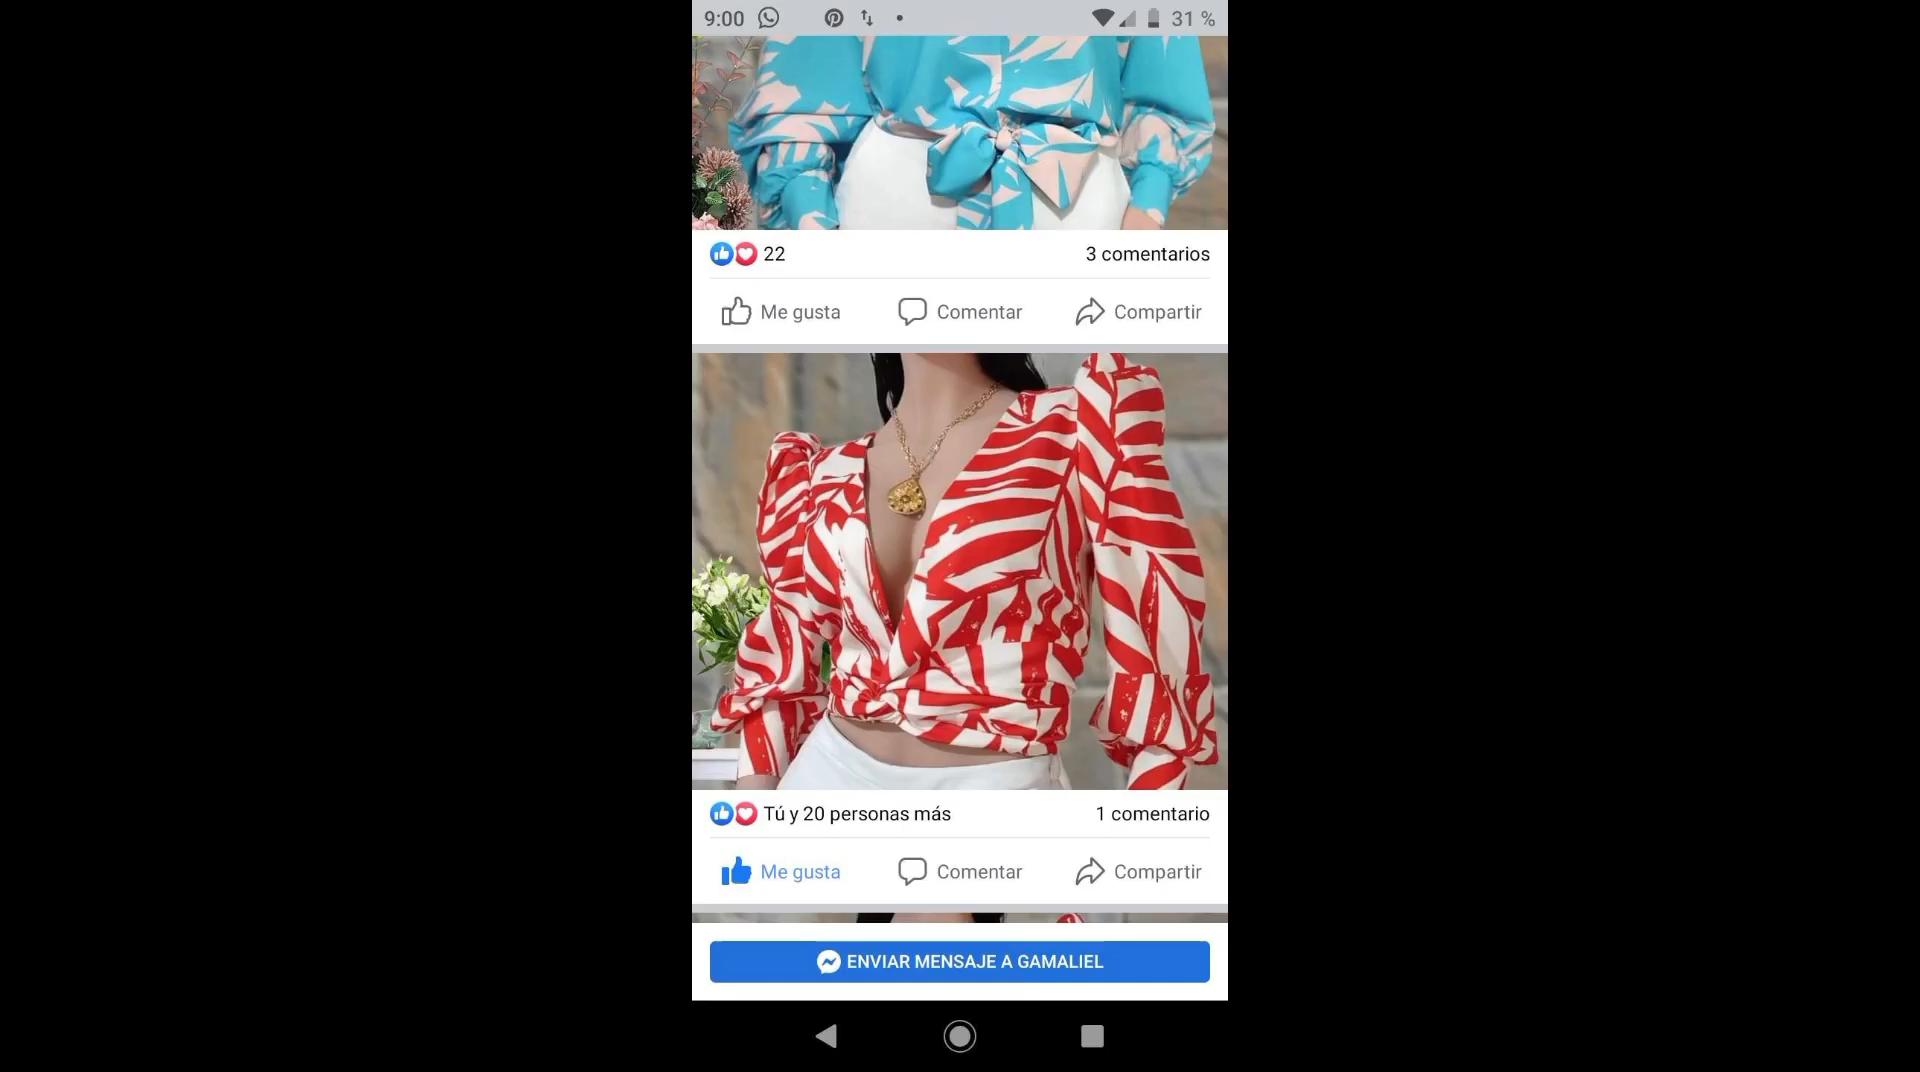 9:00 31 %
22 3 comentarios
Me gusta Comentar Compartir
Tú y 20 personas más 1 comentario
Me gusta Comentar Compartir
ENVIAR MENSAJE A GAMALIEL